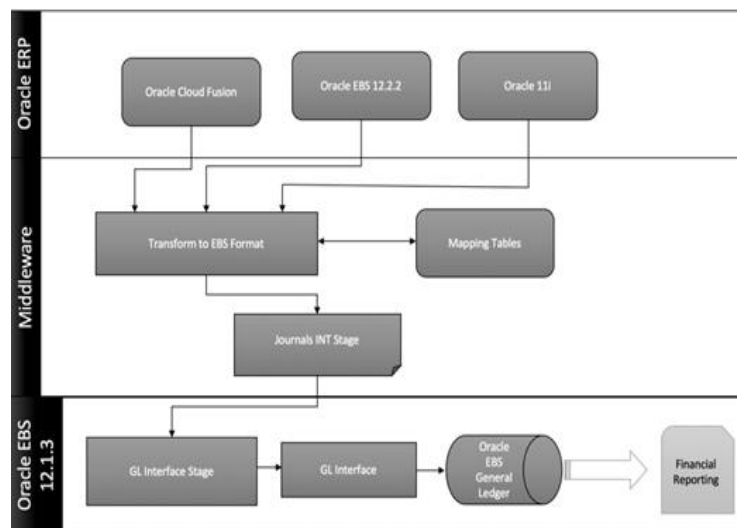 Oracle ERP
Oracle Cloud Fusion
Oracle EBS 12.2.2
Oracle 11i
Middleware
Transform to EBS Format
Mapping Tables
Journals INT Stage
Oracle EBS
12.1.3
GL Interface Stage
GL Interface
Oracle
EBS
General
Ledger
Financial
Reporting